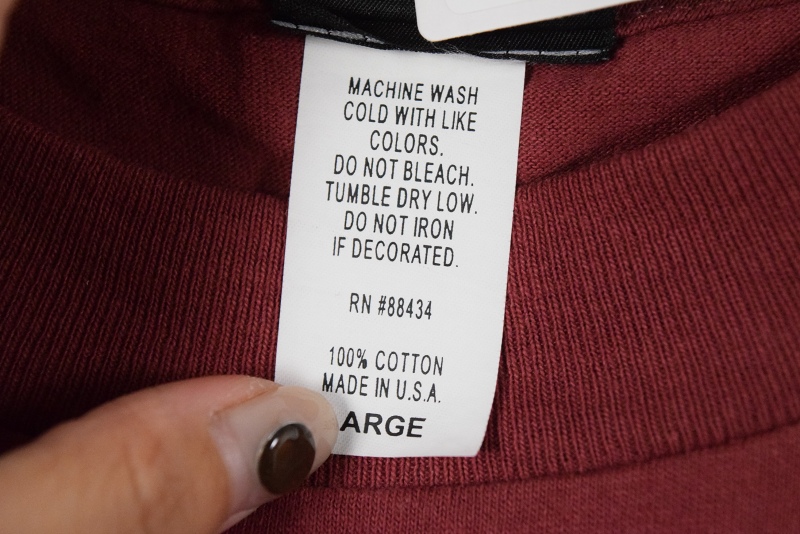 MACHINE WASH
COLD WITH LIKE
COLORS.
DO NOT BLEACH.
TUMBLE DRY LOW.
DO NOT IRON
IF DECORATED.
RN #88434
100% COTTON
MADE IN U.S.A.
ARGE